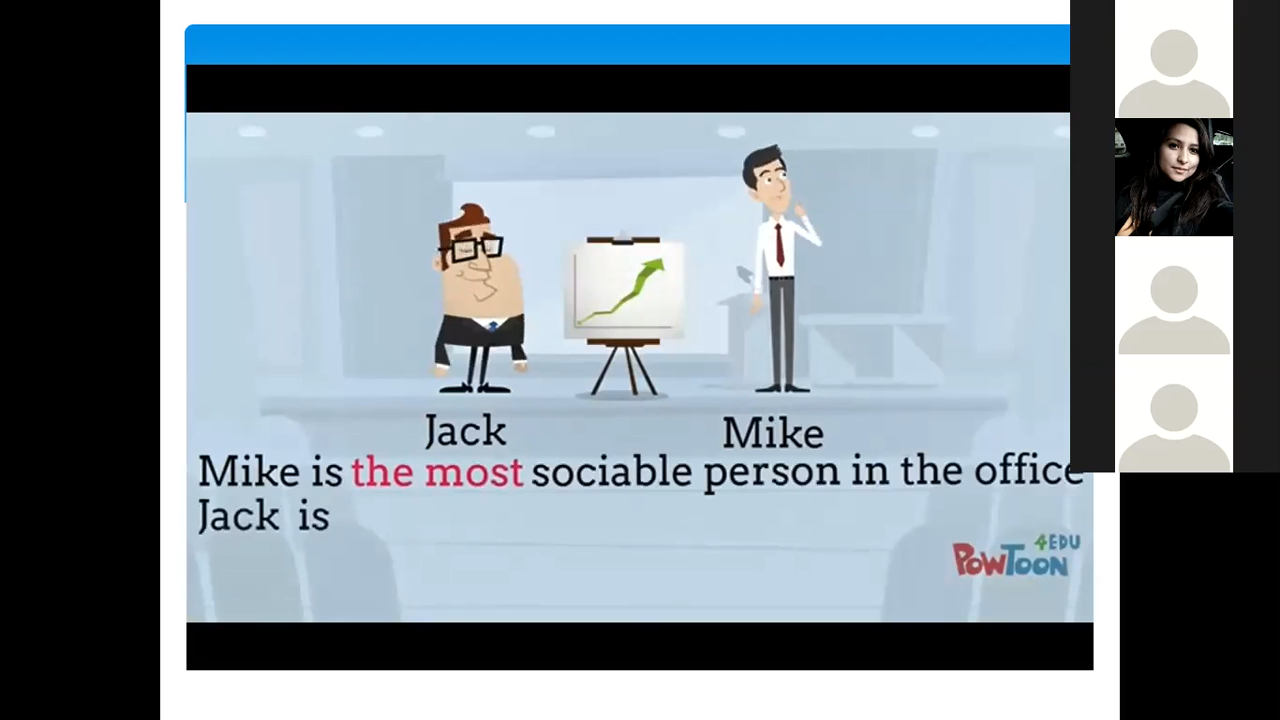 Jack
Mike
Mike is the most sociable person in the office
Jack is
4EDU
POWTOON